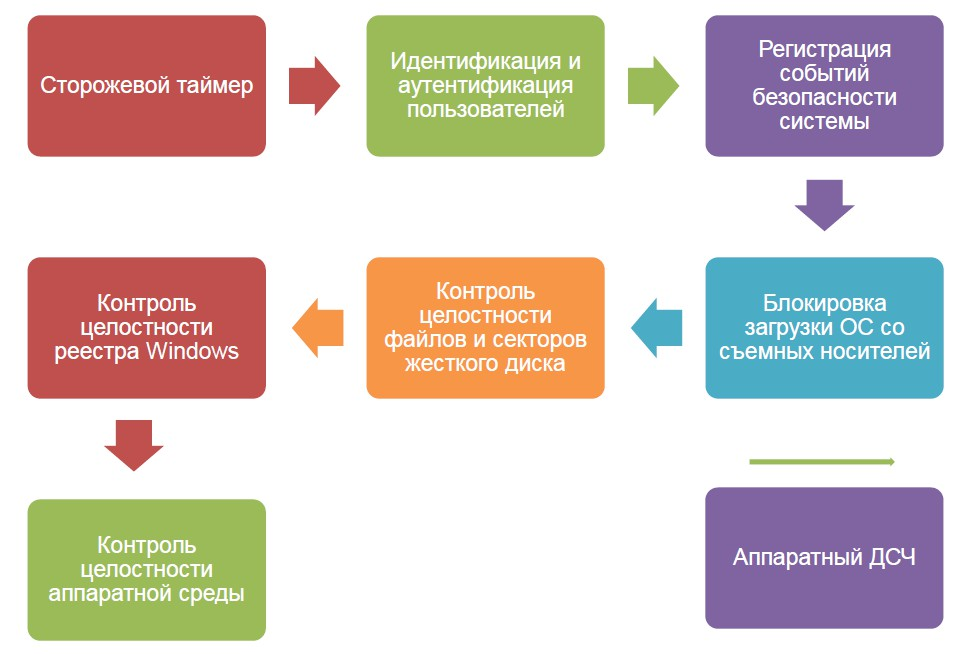 Сторожевой таймер
Идентификация и
аутентификация
пользователей
Регистрация
событий
безопасности
системы
Блокировка
загрузки ОС со
съемных носителей
Контроль
целостности
файлов и секторов
жесткого диска
Контроль
целостности
реестра Windows
Контроль
целостности
аппаратной среды
Аппаратный ДСЧ